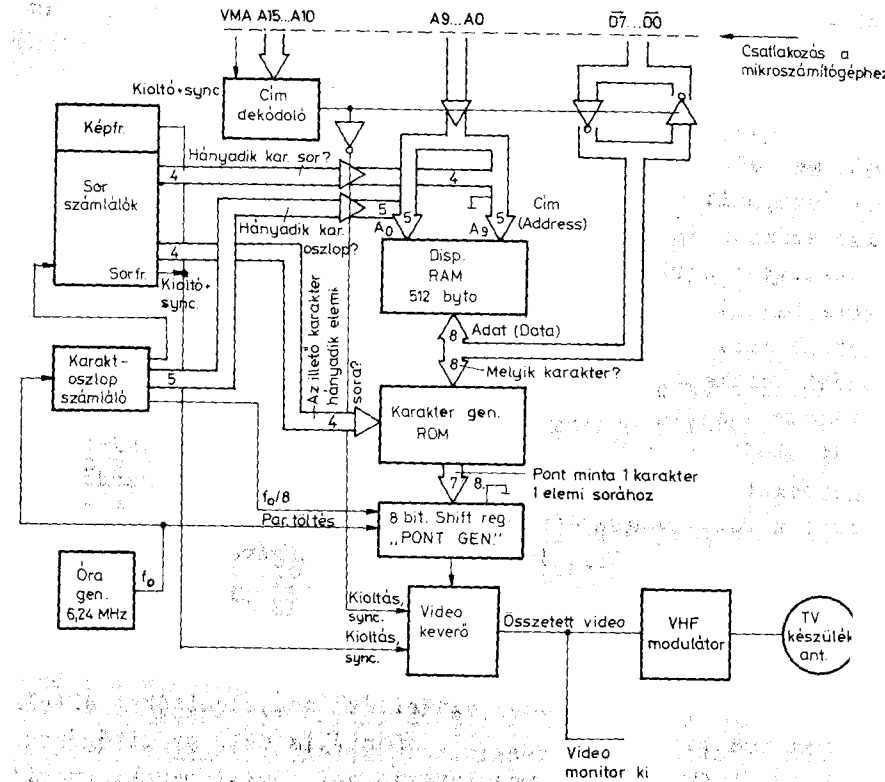 VMA A15...A10
A9...A0
D7...D0
Csatlakozás a
mikroszámítógéphez
Kioltó+sync
Cím
dekódoló
Képfr.
Sor
számlálók
Sorfr.
Hányadik kar. sor?
4
4
5
Hányadik kar.
oszlop?
4
Kioltó+
sync.
5
A0
5
A9
Cím
(Address)
Disp.
RAM
512 byto
8
Adat (Data)
8
Melyik karakter?
Karakt-
oszlop
számláló
5
Az illető karakter
hányadik elemi
sora?
4
Karakter gen.
ROM
7
8.
Pont minta 1 karakter
1 elemi sorához
fo/8
Par. töltés
8 bit. Shift reg.
„PONT GEN."
Óra
gen.
6,24 MHz
fo
Kioltás,
sync.
Kioltás,
sync.
Video
keverő
Összetett video
VHF
modulátor
TV
készülék
ant.
Video
monitor ki